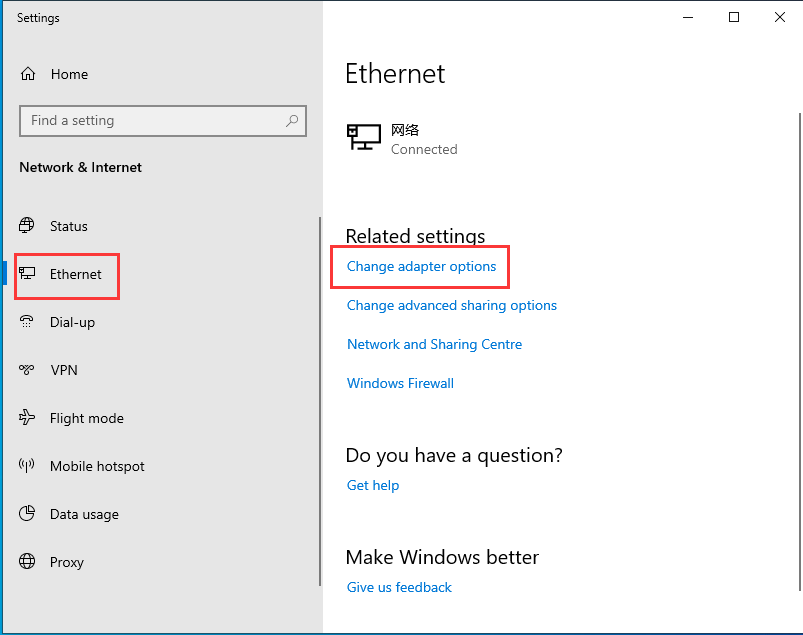 Settings
Home
Find a setting
Network & Internet
Status
Ethernet
Dial-up
VPN
Flight mode
Mobile hotspot
Data usage
Proxy
Ethernet
网络
Connected
Related settings
Change adapter options
Change advanced sharing options
Network and Sharing Centre
Windows Firewall
Do you have a question?
Get help
Make Windows better
Give us feedback